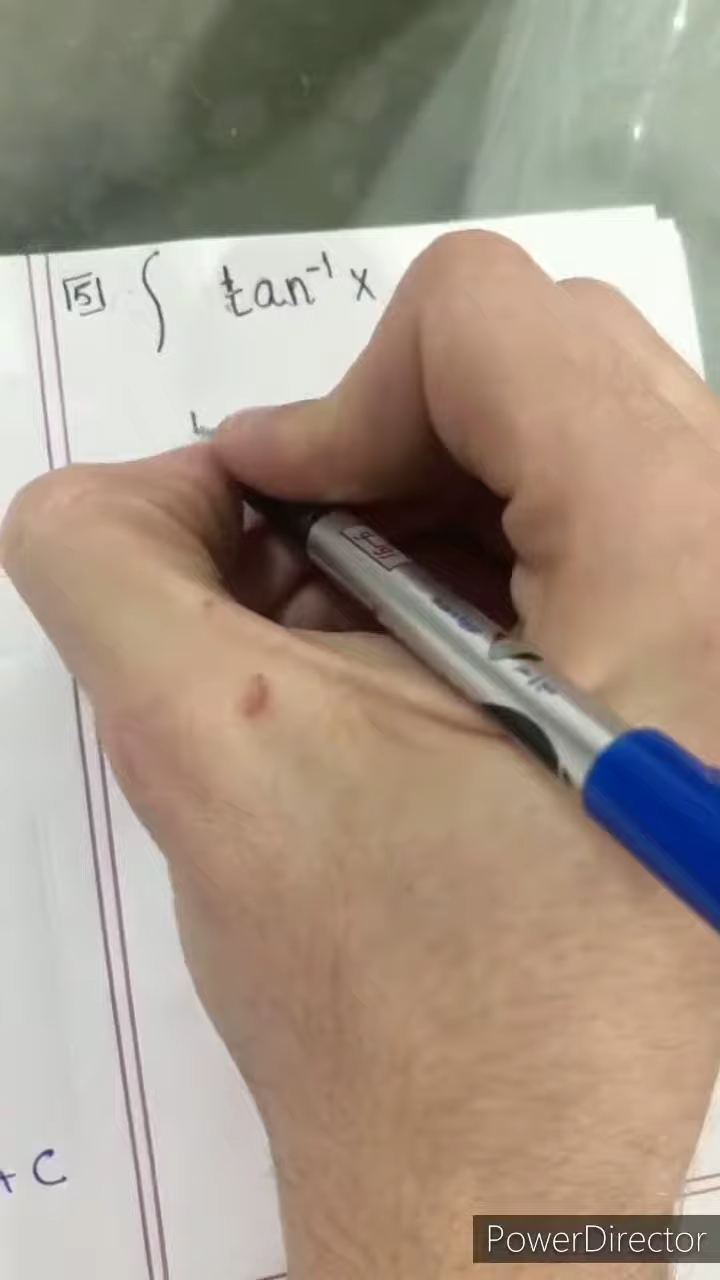 [5] ∫ tan⁻¹ x
+ C
PowerDirector